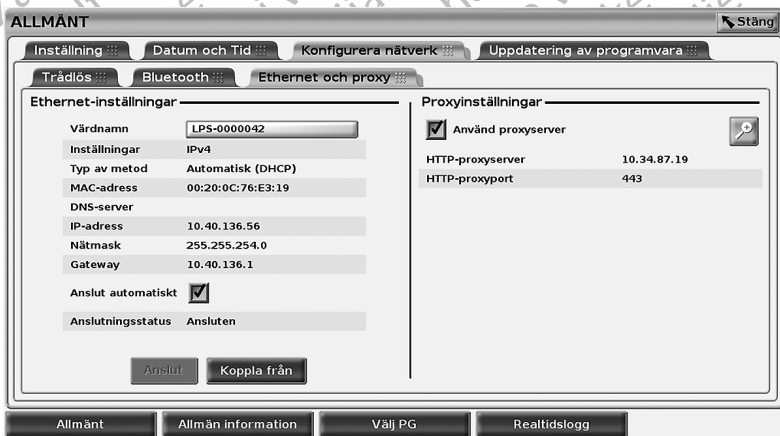 ALLMÄNT
Stäng
Inställning Datum och Tid Konfigurera nätverk Uppdatering av programvara
Trådlös Bluetooth Ethernet och proxy
Ethernet-inställningar
Värdnamn LPS-0000042
Inställningar IPv4
Typ av metod Automatisk (DHCP)
MAC-adress 00:20:0C:76:E3:19
DNS-server
IP-adress 10.40.136.56
Nätmask 255.255.254.0
Gateway 10.40.136.1
Anslut automatiskt
Anslutningsstatus Ansluten
Anslut Koppla från
Proxyinställningar
Använd proxyserver
HTTP-proxyserver 10.34.87.19
HTTP-proxyport 443
Allmänt Allmän information Välj PG Realtidslogg